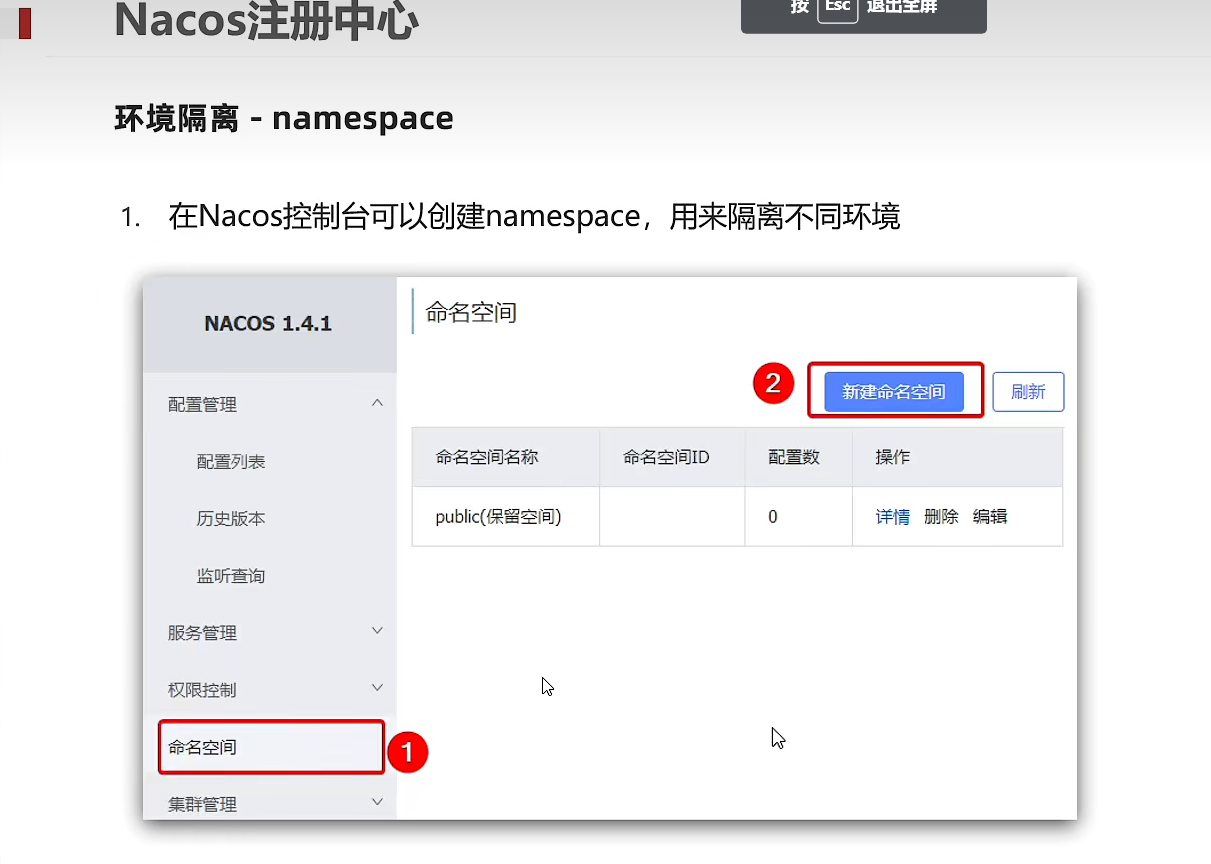 Nacos注册中心
按 Esc 退出全屏
环境隔离 - namespace
1. 在Nacos控制台可以创建namespace，用来隔离不同环境
NACOS 1.4.1
配置管理
配置列表
历史版本
监听查询
服务管理
权限控制
命名空间
1
集群管理
命名空间
2
新建命名空间
刷新
命名空间名称 命名空间ID 配置数 操作
public(保留空间) 0 详情 删除 编辑